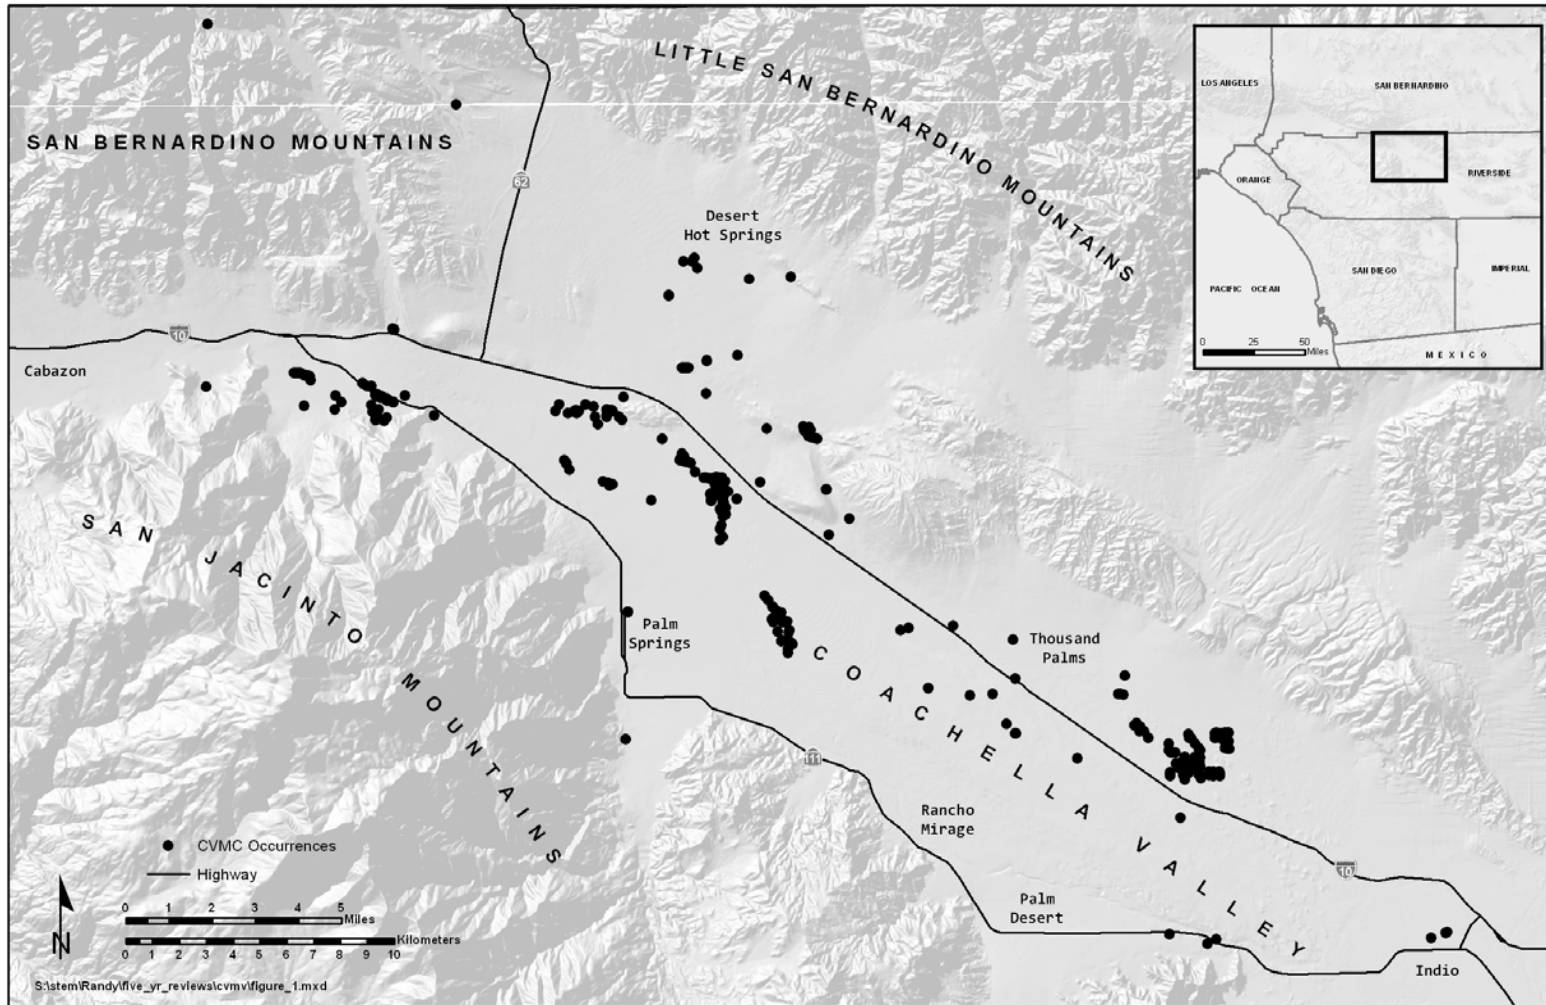 LITTLE SAN BERNARDINO MOUNTAINS
SAN BERNARDINO MOUNTAINS
62
Desert
Hot Springs
10
Cabazon
SAN JACINTO MOUNTAINS
Palm
Springs
COACHELLA VALLEY
Thousand
Palms
111
Rancho
Mirage
10
Palm
Desert
Indio
CVMC Occurrences
Highway
0 1 2 3 4 5
Miles
Kilometers
0 1 2 3 4 5 6 7 8 9 10
N
S:\stem\Randy\five_yr_reviews\cvmv\figure_1.mxd
LOS ANGELES
SAN BERNARDINO
ORANGE
RIVERSIDE
SAN DIEGO
IMPERIAL
PACIFIC OCEAN
0 25 50
Miles
MEXICO